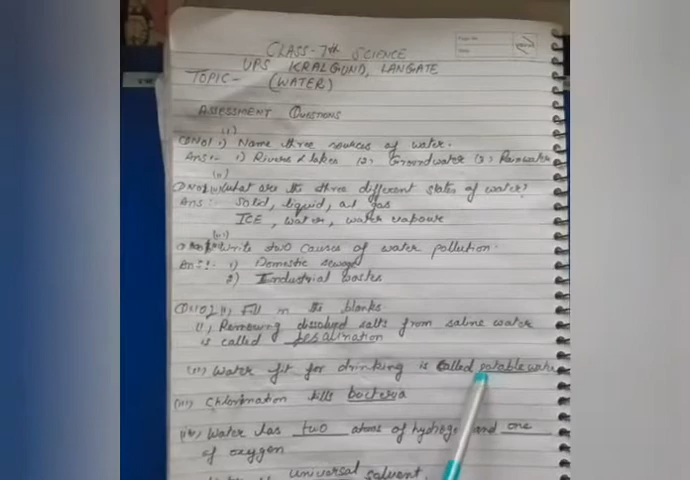 CLASS-7th SCIENCE
UPS KRALGUND, LANGATE
TOPIC- (WATER)
ASSESSMENT QUESTIONS
(i)
QNO1 i) Name three sources of water.
Ans:- 1) Rivers & lakes (2) Groundwater (3) Rainwater
(ii)
What are the three different states of water?
Ans: Solid, liquid, and gas
ICE, water, water vapour
(iii)
Write two causes of water pollution.
Ans:- 1) Domestic sewage
2) Industrial wastes
QNO2 Fill in the blanks
(i) Removing dissolved salts from saline water
is called desalination
(ii) Water fit for drinking is called potable water
(iii) Chlorination kills bacteria
(iv) Water has two atoms of hydrogen and one
of oxygen
universal solvent.